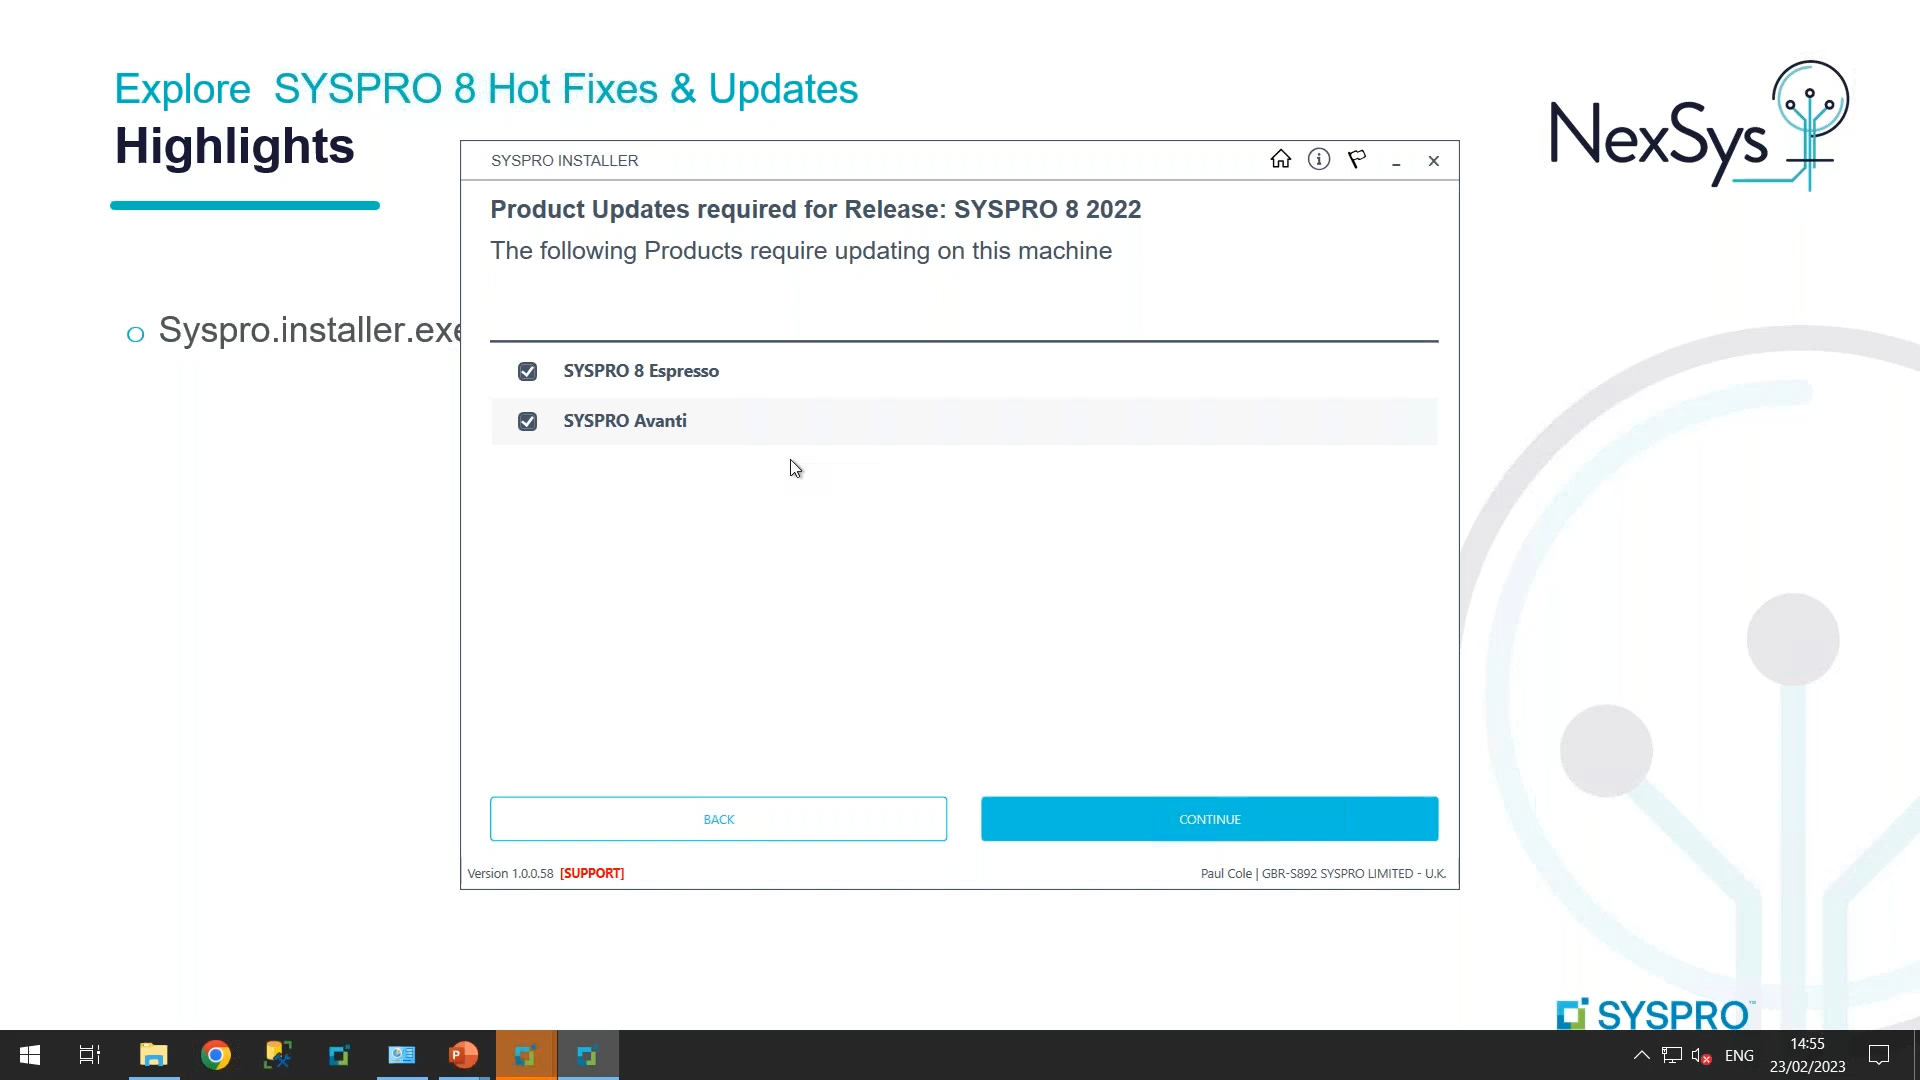 Explore  SYSPRO 8 Hot Fixes & Updates
Highlights
NexSys
SYSPRO INSTALLER
Product Updates required for Release: SYSPRO 8 2022
The following Products require updating on this machine
Syspro.installer.exe
SYSPRO 8 Espresso
SYSPRO Avanti
BACK
CONTINUE
Version 1.0.0.58 [SUPPORT]
Paul Cole | GBR-S892 SYSPRO LIMITED - U.K.
SYSPRO™
ENG
14:55
23/02/2023